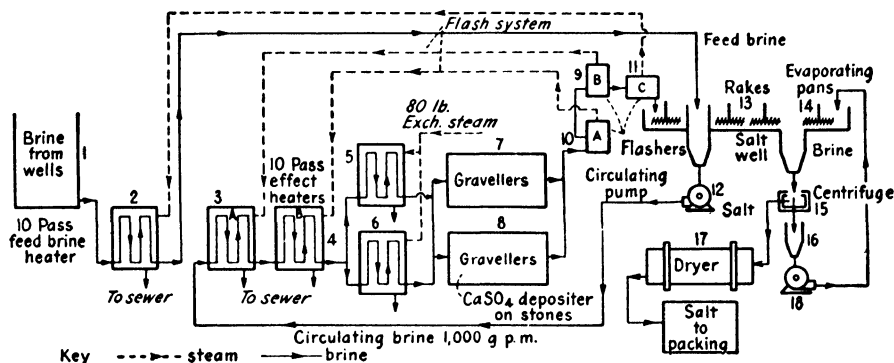 Flash system
Feed brine
11
9
B
C
Rakes
13
Evaporating
pans
14
80 lb.
Exch. steam
10
A
Brine
from
wells
1
5
7
Gravellers
Flashers
Salt
well
Brine
10 Pass
effect
heaters
Circulating
pump
12
Salt
Centrifuge
15
2
3
A
B
4
6
8
Gravellers
16
17
Dryer
18
10 Pass
feed brine
heater
To sewer
To sewer
CaSO4 depositer
on stones
Salt
to
packing
Circulating brine 1,000 g p.m.
Key
steam
brine